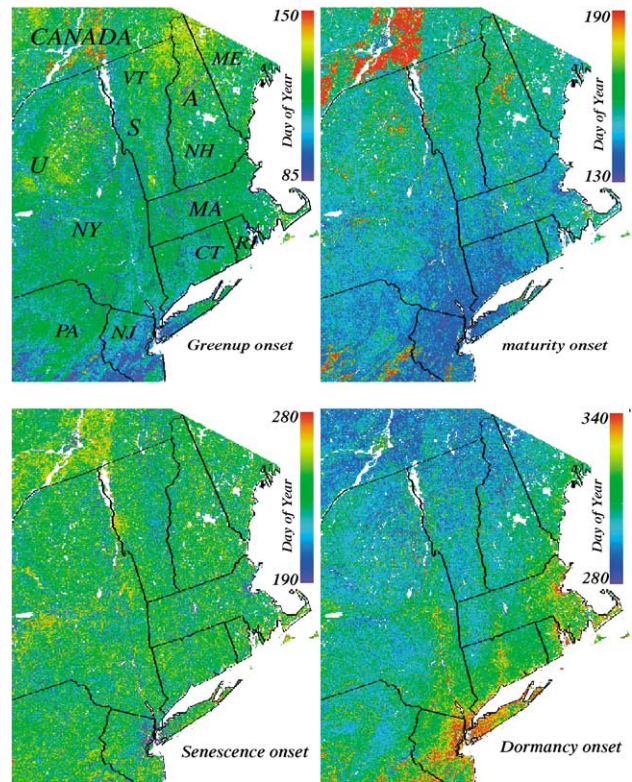 150
Day of Year
85
CANADA
VT
ME
A
S
NH
U
MA
NY
CT
RI
PA
NJ
Greenup onset
190
Day of Year
130
maturity onset
280
Day of Year
190
Senescence onset
340
Day of Year
280
Dormancy onset